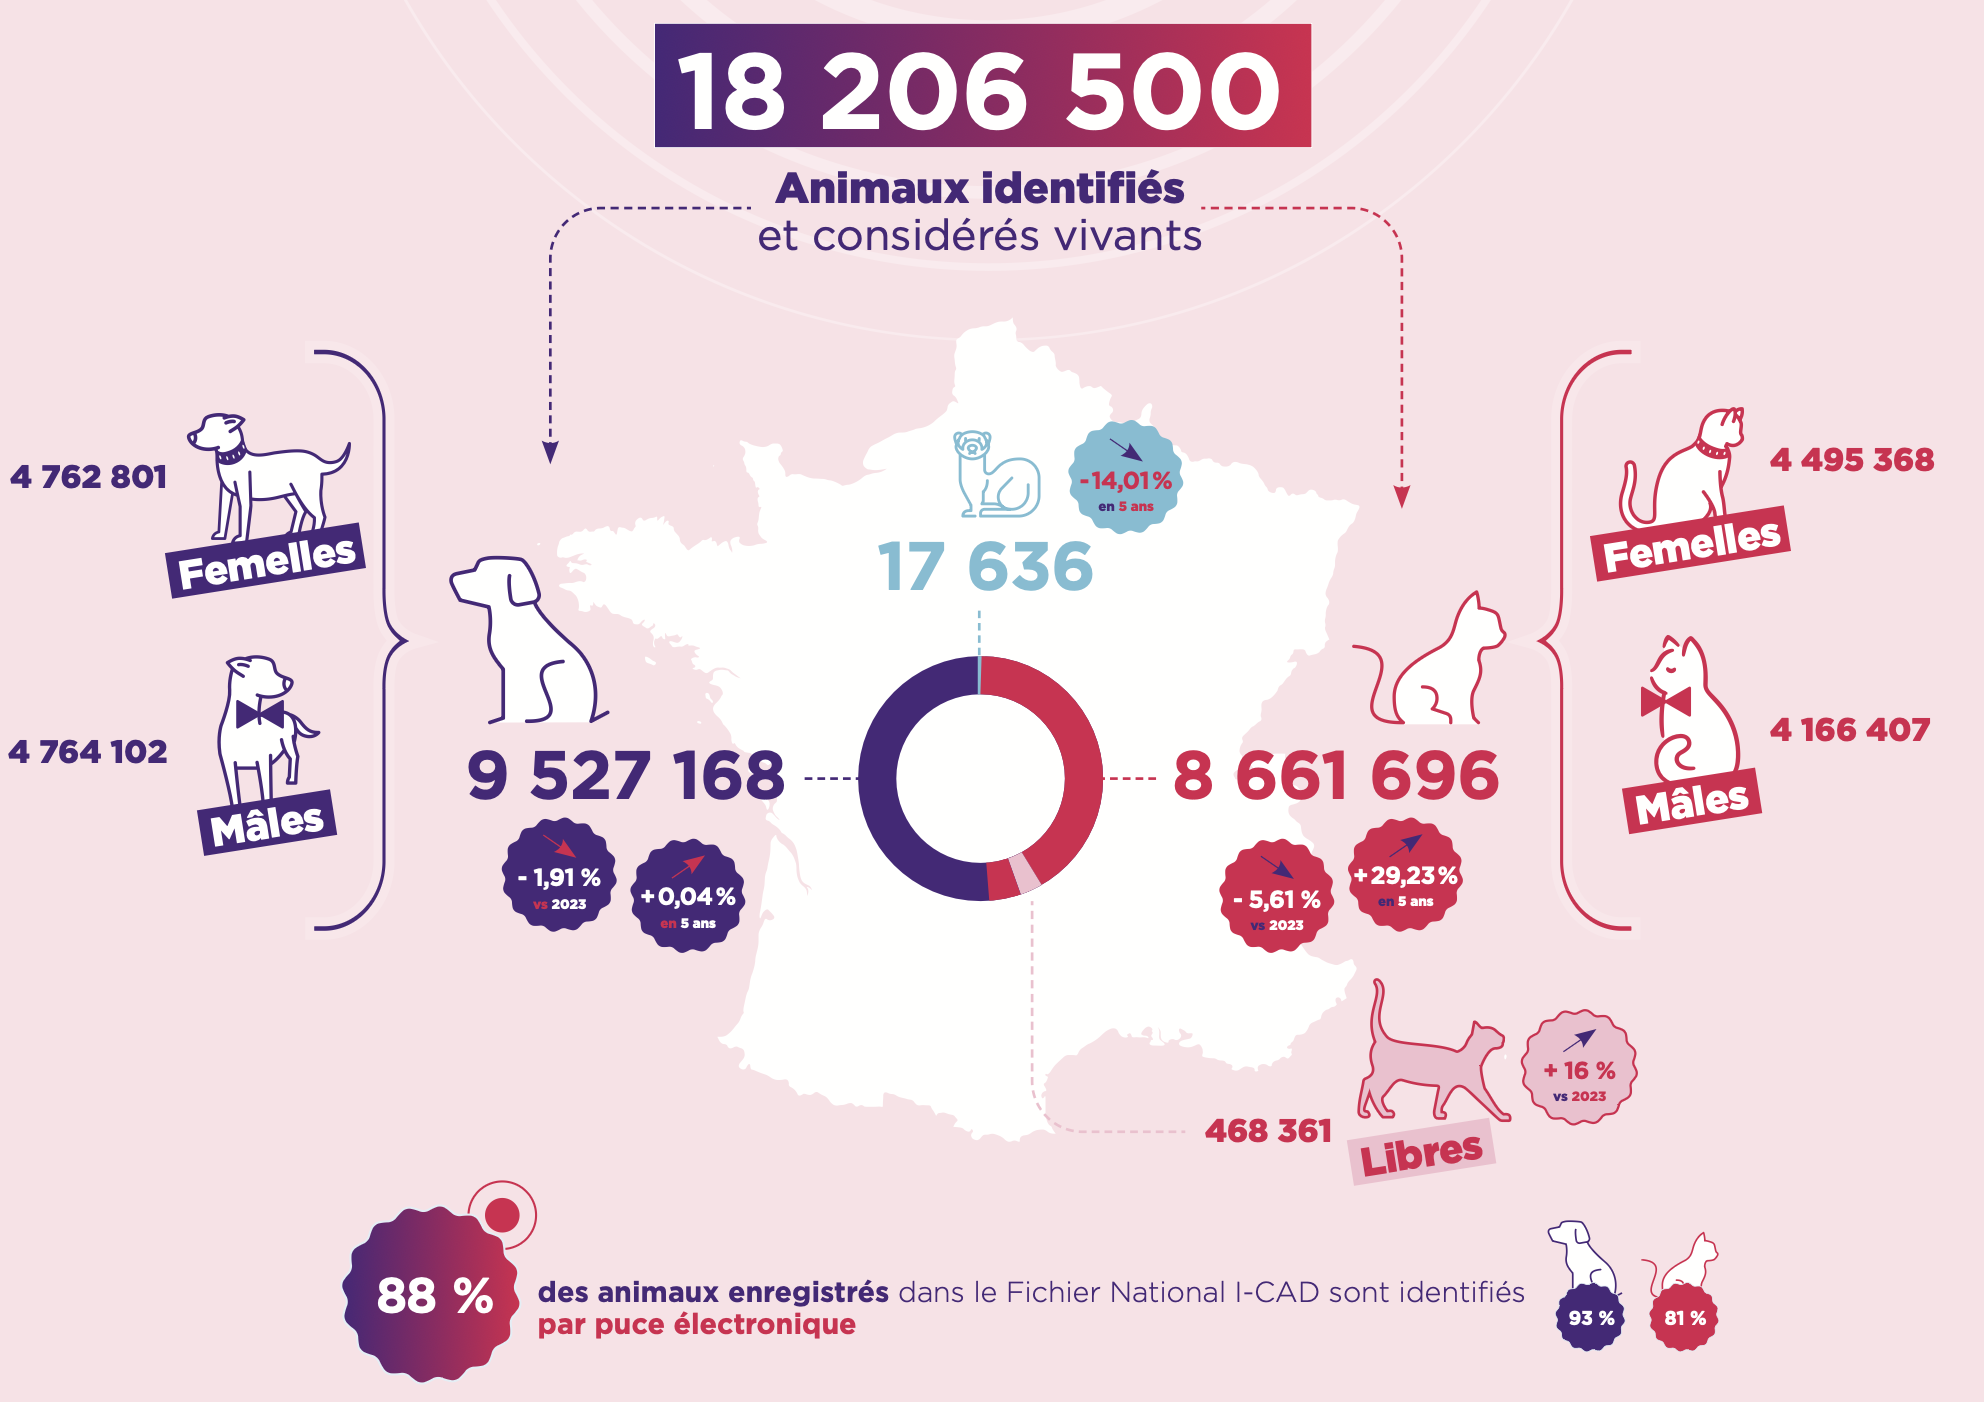 18 206 500
Animaux identifiés
et considérés vivants
4 762 801
Femelles
4 764 102
Mâles
9 527 168
- 1,91 %
vs 2023
+0,04%
en 5 ans
-14,01%
en 5 ans
17 636
8 661 696
- 5,61 %
vs 2023
+29,23%
en 5 ans
4 495 368
Femelles
4 166 407
Mâles
468 361
Libres
+ 16 %
vs 2023
88 %
des animaux enregistrés dans le Fichier National I-CAD sont identifiés
par puce électronique
93 %
81 %